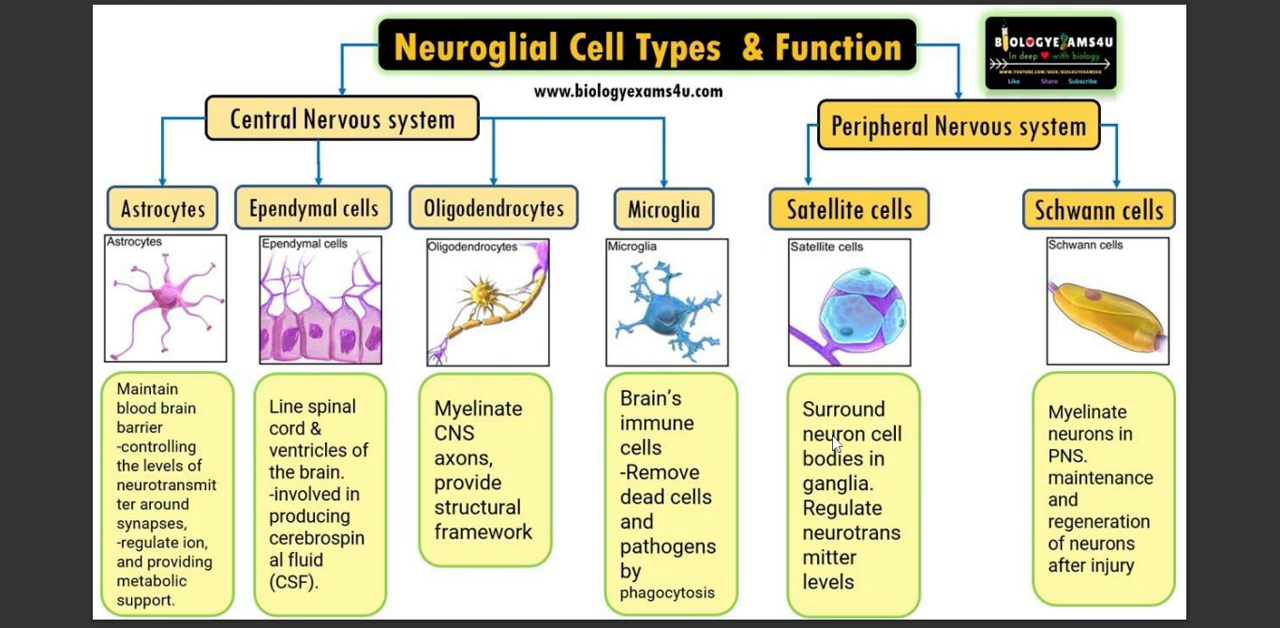 Neuroglial Cell Types & Function
BIOLOGYEXAMS4U
In deep with biology
WWW.YOUTUBE.COM/USER/BIOLOGYEXAMS4U
Like Share Subscribe
www.biologyexams4u.com
Central Nervous system
Peripheral Nervous system
Astrocytes
Ependymal cells
Oligodendrocytes
Microglia
Satellite cells
Schwann cells
Astrocytes
Ependymal cells
Oligodendrocytes
Microglia
Satellite cells
Schwann cells
Maintain
blood brain
barrier
-controlling
the levels of
neurotransmit
ter around
synapses,
-regulate ion,
and providing
metabolic
support.
Line spinal
cord &
ventricles of
the brain.
-involved in
producing
cerebrospin
al fluid
(CSF).
Myelinate
CNS
axons,
provide
structural
framework
Brain's
immune
cells
-Remove
dead cells
and
pathogens
by
phagocytosis
Surround
neuron cell
bodies in
ganglia.
Regulate
neurotrans
mitter
levels
Myelinate
neurons in
PNS.
maintenance
and
regeneration
of neurons
after injury